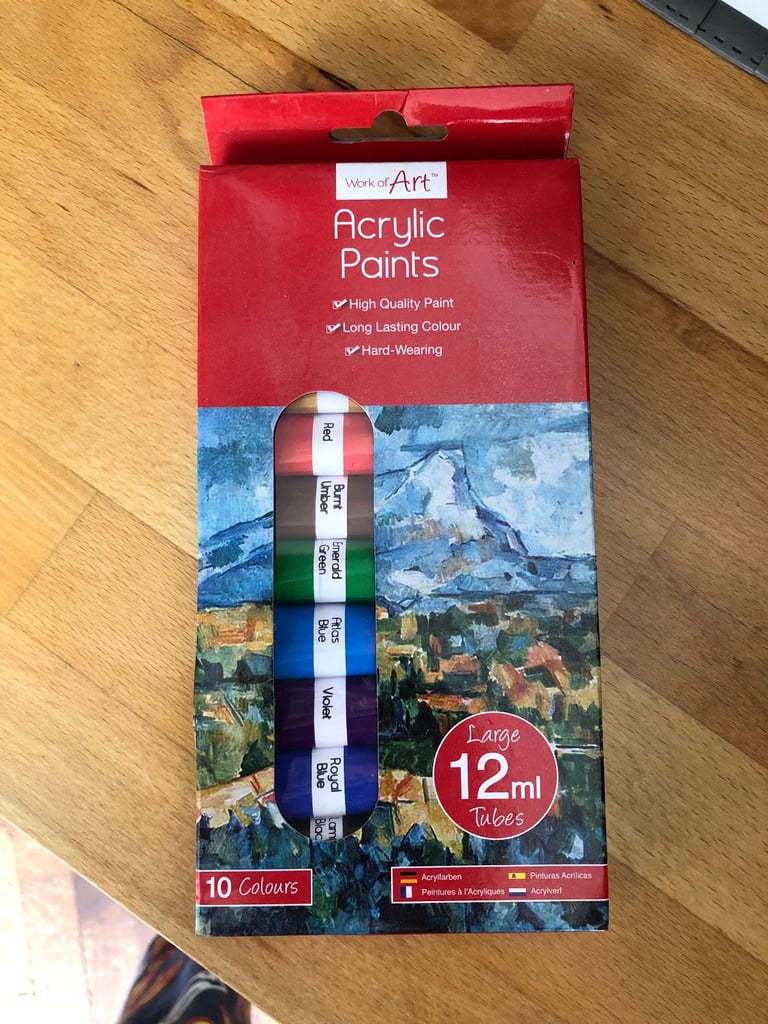 Work of Art™
Acrylic
Paints
High Quality Paint
Long Lasting Colour
Hard-Wearing
Red
Burnt
Umber
Emerald
Green
Atlas
Blue
Violet
Royal
Blue
Large
12ml
Tubes
10 Colours
Acrylfarben
Pinturas Acrílicas
Peintures à l'Acryliques
Acrylverf